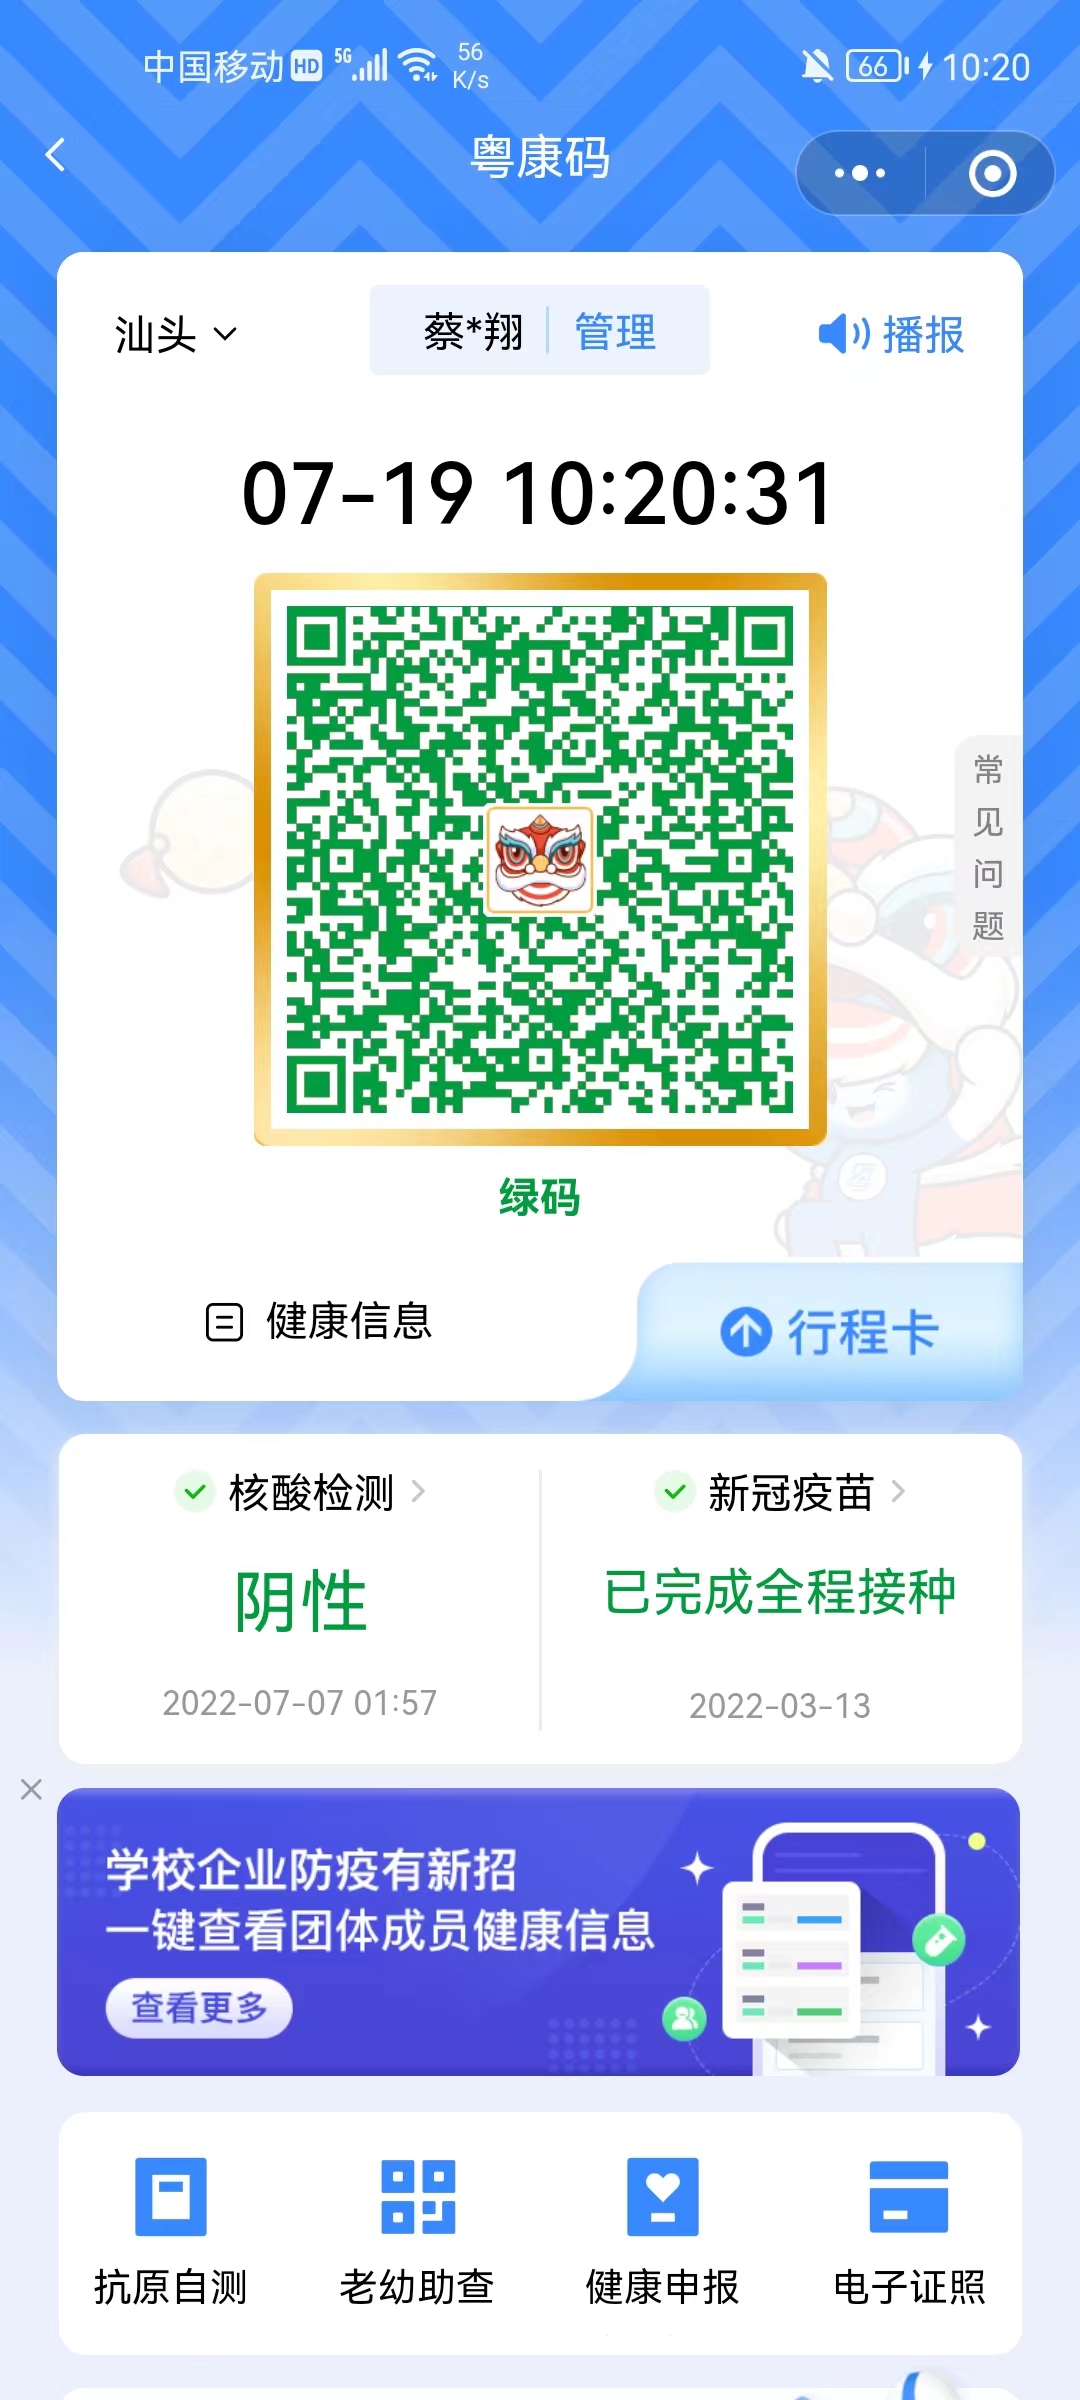 中国移动 HD 5G 56 K/s 66 10:20
粤康码
汕头 蔡*翔 管理 播报
07-19 10:20:31
常见问题
绿码
健康信息 行程卡
核酸检测 新冠疫苗
阴性 已完成全程接种
2022-07-07 01:57 2022-03-13
学校企业防疫有新招
一键查看团体成员健康信息
查看更多
抗原自测 老幼助查 健康申报 电子证照